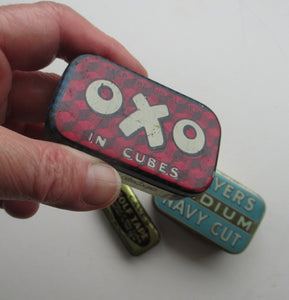 OXO
IN CUBES
YERS
DIUM
NAVY CUT